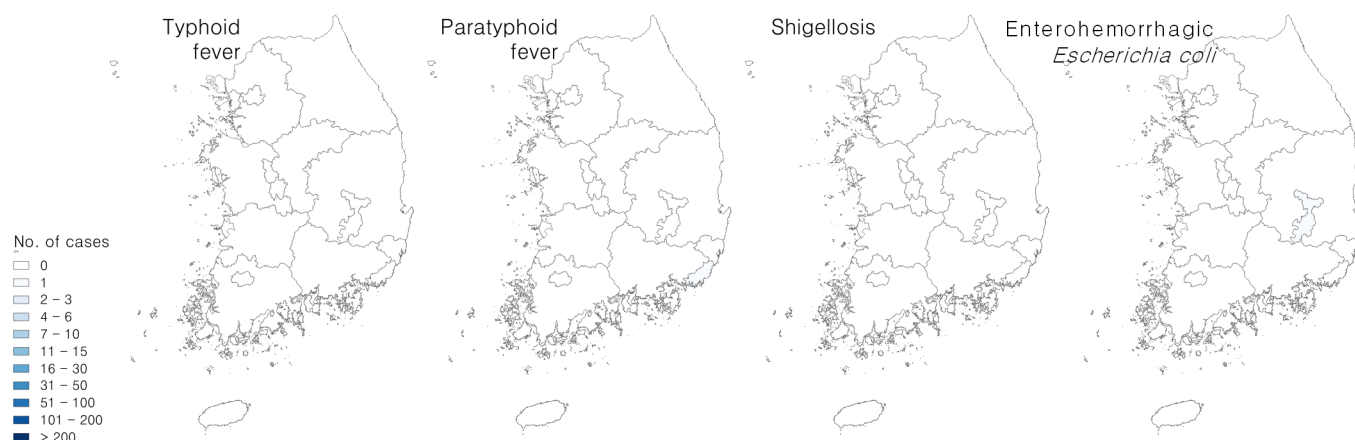 Typhoid
fever
Paratyphoid
fever
Shigellosis
Enterohemorrhagic
Escherichia coli
No. of cases
0
1
2 – 3
4 – 6
7 – 10
11 – 15
16 – 30
31 – 50
51 – 100
101 – 200
> 200